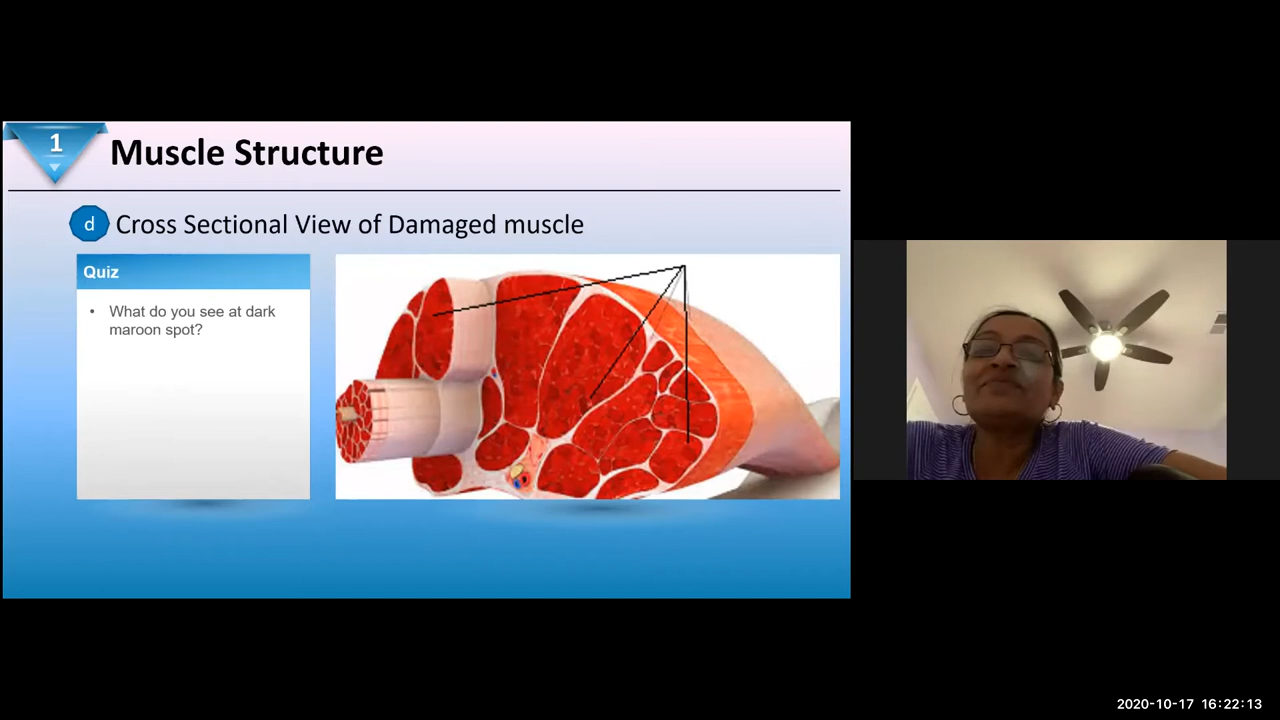 1
Muscle Structure
d
Cross Sectional View of Damaged muscle
Quiz
• What do you see at dark
maroon spot?
2020-10-17 16:22:13